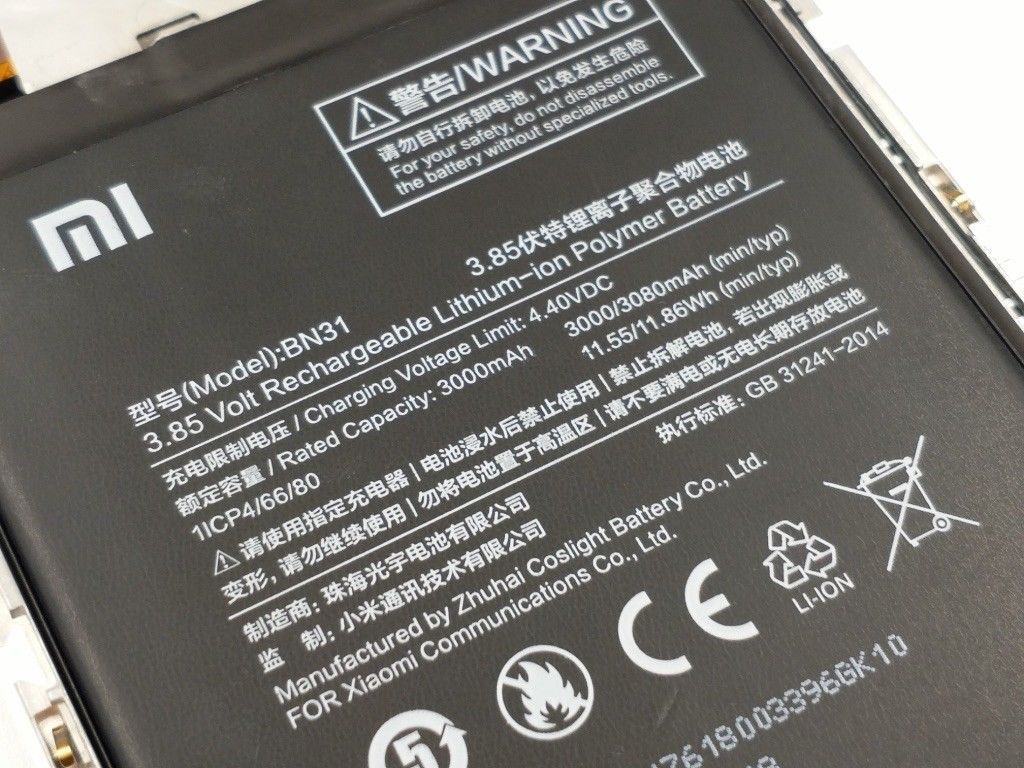 警告/WARNING
请勿自行拆卸电池，以免发生危险
For your safety, do not disassemble
the battery without specialized tools.
mi
3.85伏特锂离子聚合物电池
型号(Model):BN31
3.85 Volt Rechargeable Lithium-ion Polymer Battery
充电限制电压 / Charging Voltage Limit: 4.40VDC
额定容量 / Rated Capacity: 3000mAh 3000/3080mAh (min/typ)
1ICP4/66/80 11.55/11.86Wh (min/typ)
请使用指定充电器 | 电池浸水后禁止使用 | 禁止拆解电池，若出现膨胀或
变形，请勿继续使用 | 勿将电池置于高温区 | 请不要满电或无电长期存放电池
执行标准: GB 31241-2014
制造商: 珠海光宇电池有限公司
监 制: 小米通讯技术有限公司
Manufactured by Zhuhai Coslight Battery Co., Ltd.
FOR Xiaomi Communications Co., Ltd.
5
CE
LI-ION